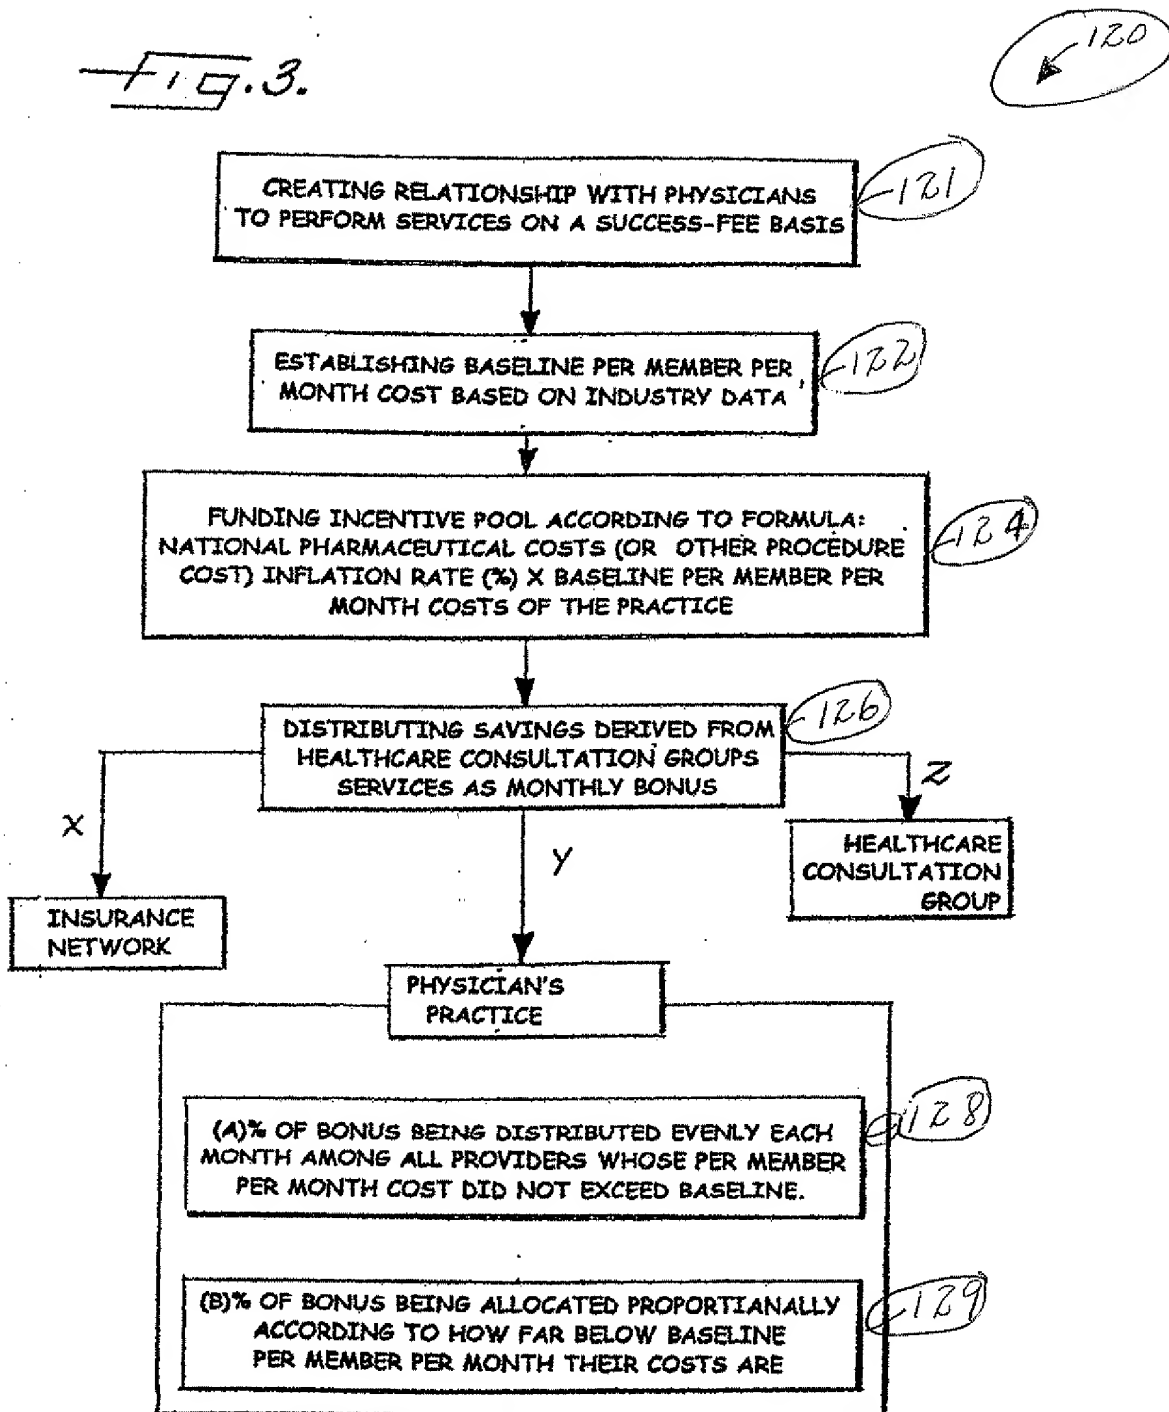 Fig.3.
120
CREATING RELATIONSHIP WITH PHYSICIANS
TO PERFORM SERVICES ON A SUCCESS-FEE BASIS
121
ESTABLISHING BASELINE PER MEMBER PER
MONTH COST BASED ON INDUSTRY DATA
122
FUNDING INCENTIVE POOL ACCORDING TO FORMULA:
NATIONAL PHARMACEUTICAL COSTS (OR OTHER PROCEDURE
COST) INFLATION RATE (%) X BASELINE PER MEMBER PER
MONTH COSTS OF THE PRACTICE
124
DISTRIBUTING SAVINGS DERIVED FROM
HEALTHCARE CONSULTATION GROUPS
SERVICES AS MONTHLY BONUS
126
X
Y
Z
HEALTHCARE
CONSULTATION
GROUP
INSURANCE
NETWORK
PHYSICIAN'S
PRACTICE
(A)% OF BONUS BEING DISTRIBUTED EVENLY EACH
MONTH AMONG ALL PROVIDERS WHOSE PER MEMBER
PER MONTH COST DID NOT EXCEED BASELINE.
128
(B)% OF BONUS BEING ALLOCATED PROPORTIANALLY
ACCORDING TO HOW FAR BELOW BASELINE
PER MEMBER PER MONTH THEIR COSTS ARE
129